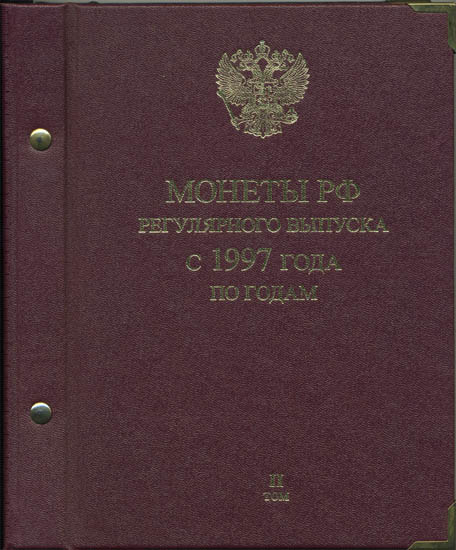 МОНЕТЫ РФ
РЕГУЛЯРНОГО ВЫПУСКА
С 1997 ГОДА
ПО ГОДАМ
II
ТОМ